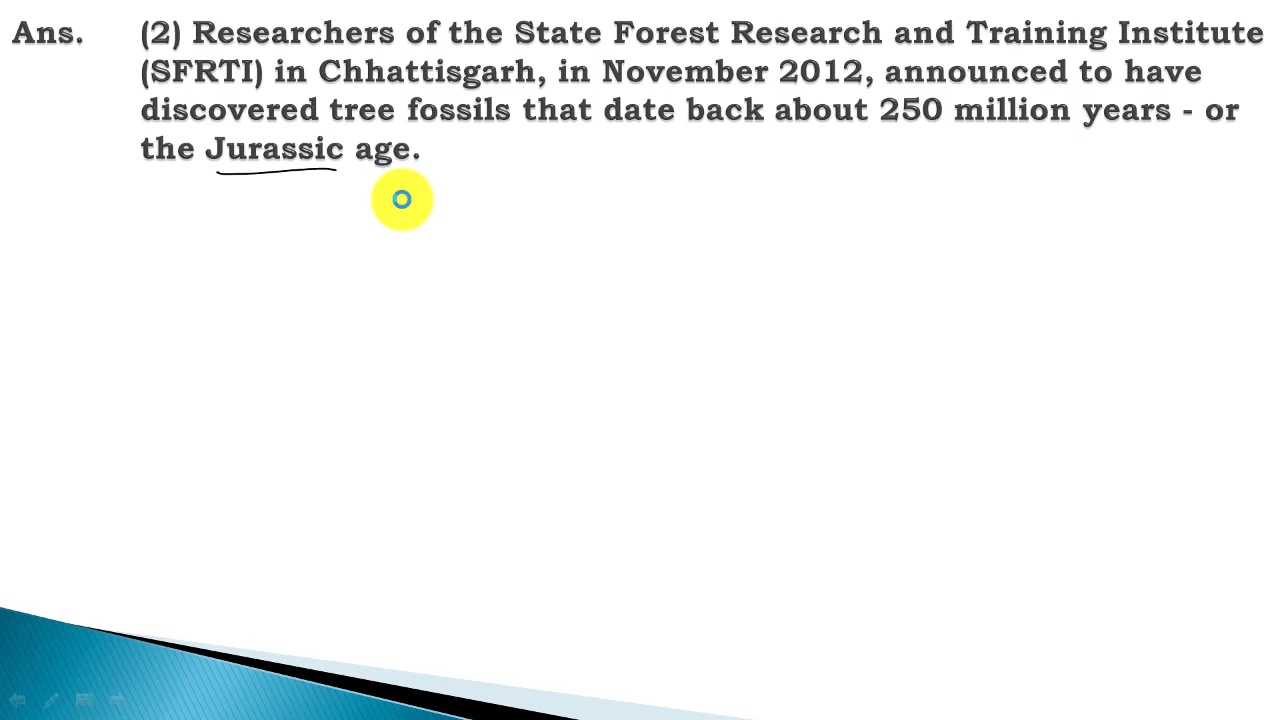 Ans. (2) Researchers of the State Forest Research and Training Institute
(SFRTI) in Chhattisgarh, in November 2012, announced to have
discovered tree fossils that date back about 250 million years - or
the Jurassic age.